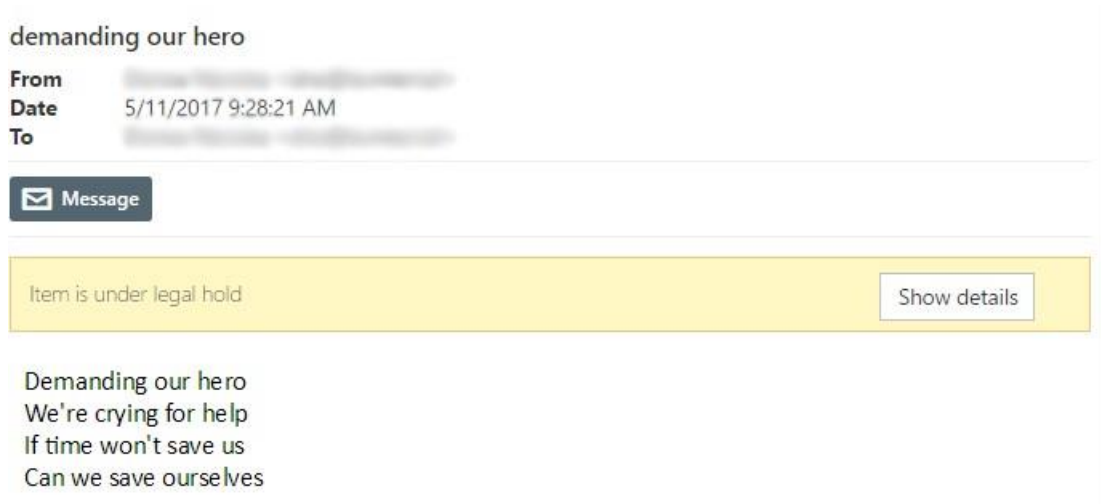 demanding our hero
From
Date 5/11/2017 9:28:21 AM
To
Message
Item is under legal hold Show details
Demanding our hero
We're crying for help
If time won't save us
Can we save ourselves